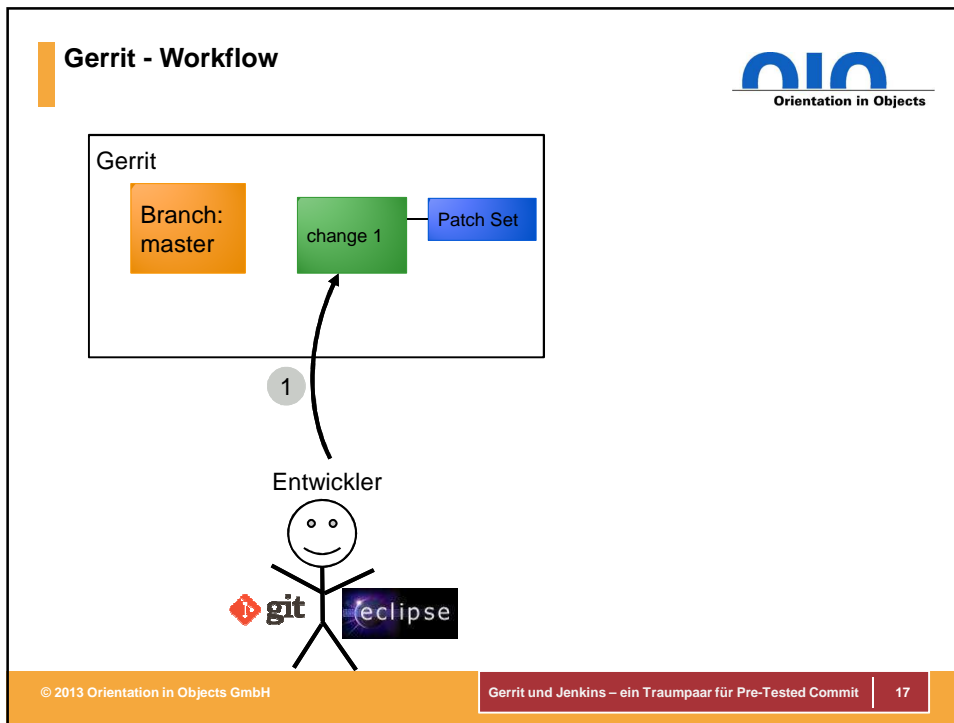 Gerrit - Workflow
OIO
Orientation in Objects
Gerrit
Branch:
master
change 1
Patch Set
1
Entwickler
git
eclipse
© 2013 Orientation in Objects GmbH
Gerrit und Jenkins – ein Traumpaar für Pre-Tested Commit
17